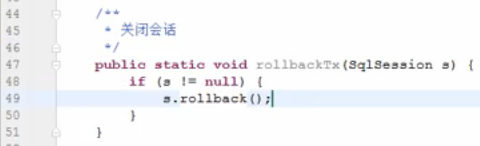 44 /**
45 * 关闭会话
46 */
47 public static void rollbackTx(SqlSession s) {
48 if (s != null) {
49 s.rollback();
50 }
51 }